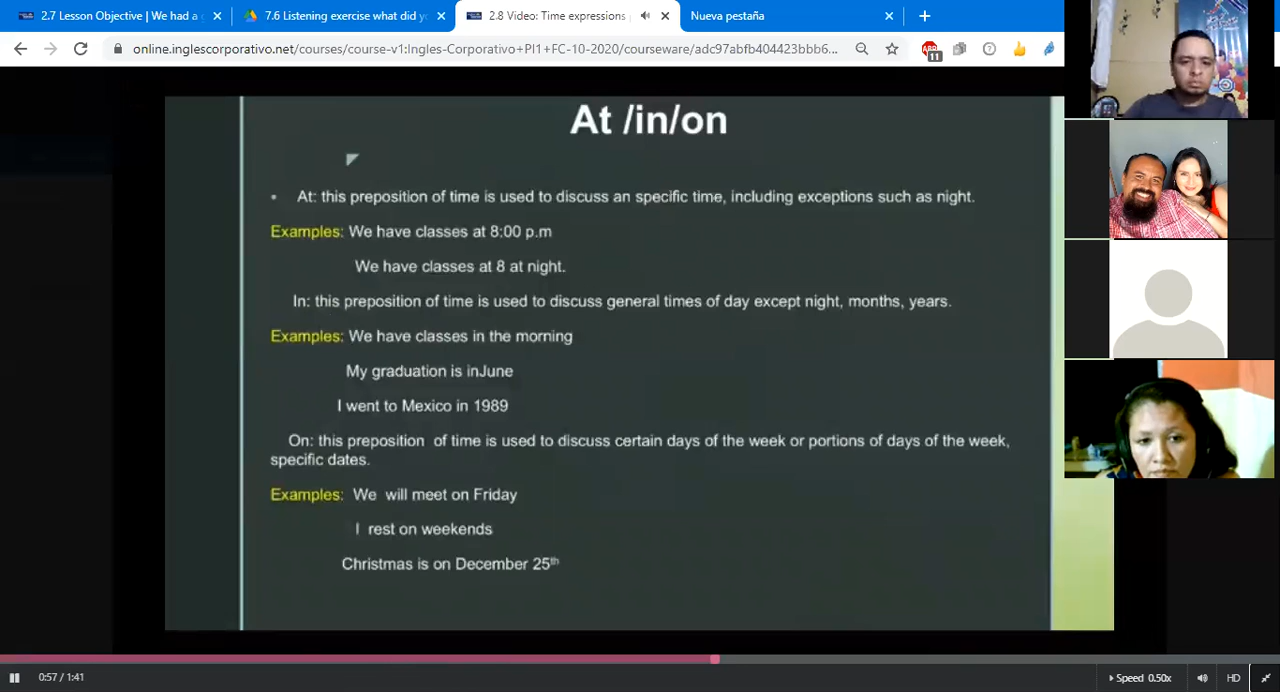 2.7 Lesson Objective | We had a
7.6 Listening exercise what did yo
2.8 Video: Time expressions
Nueva pestaña
online.inglescorporativo.net/courses/course-v1:Ingles-Corporativo+PI1+FC-10-2020/courseware/adc97abfb404423bbb6...
11
At /in/on
At: this preposition of time is used to discuss an specific time, including exceptions such as night.
Examples: We have classes at 8:00 p.m
We have classes at 8 at night.
In: this preposition of time is used to discuss general times of day except night, months, years.
Examples: We have classes in the morning
My graduation is inJune
I went to Mexico in 1989
On: this preposition of time is used to discuss certain days of the week or portions of days of the week,
specific dates.
Examples: We will meet on Friday
I rest on weekends
Christmas is on December 25th
0:57 / 1:41
Speed 0.50x
HD